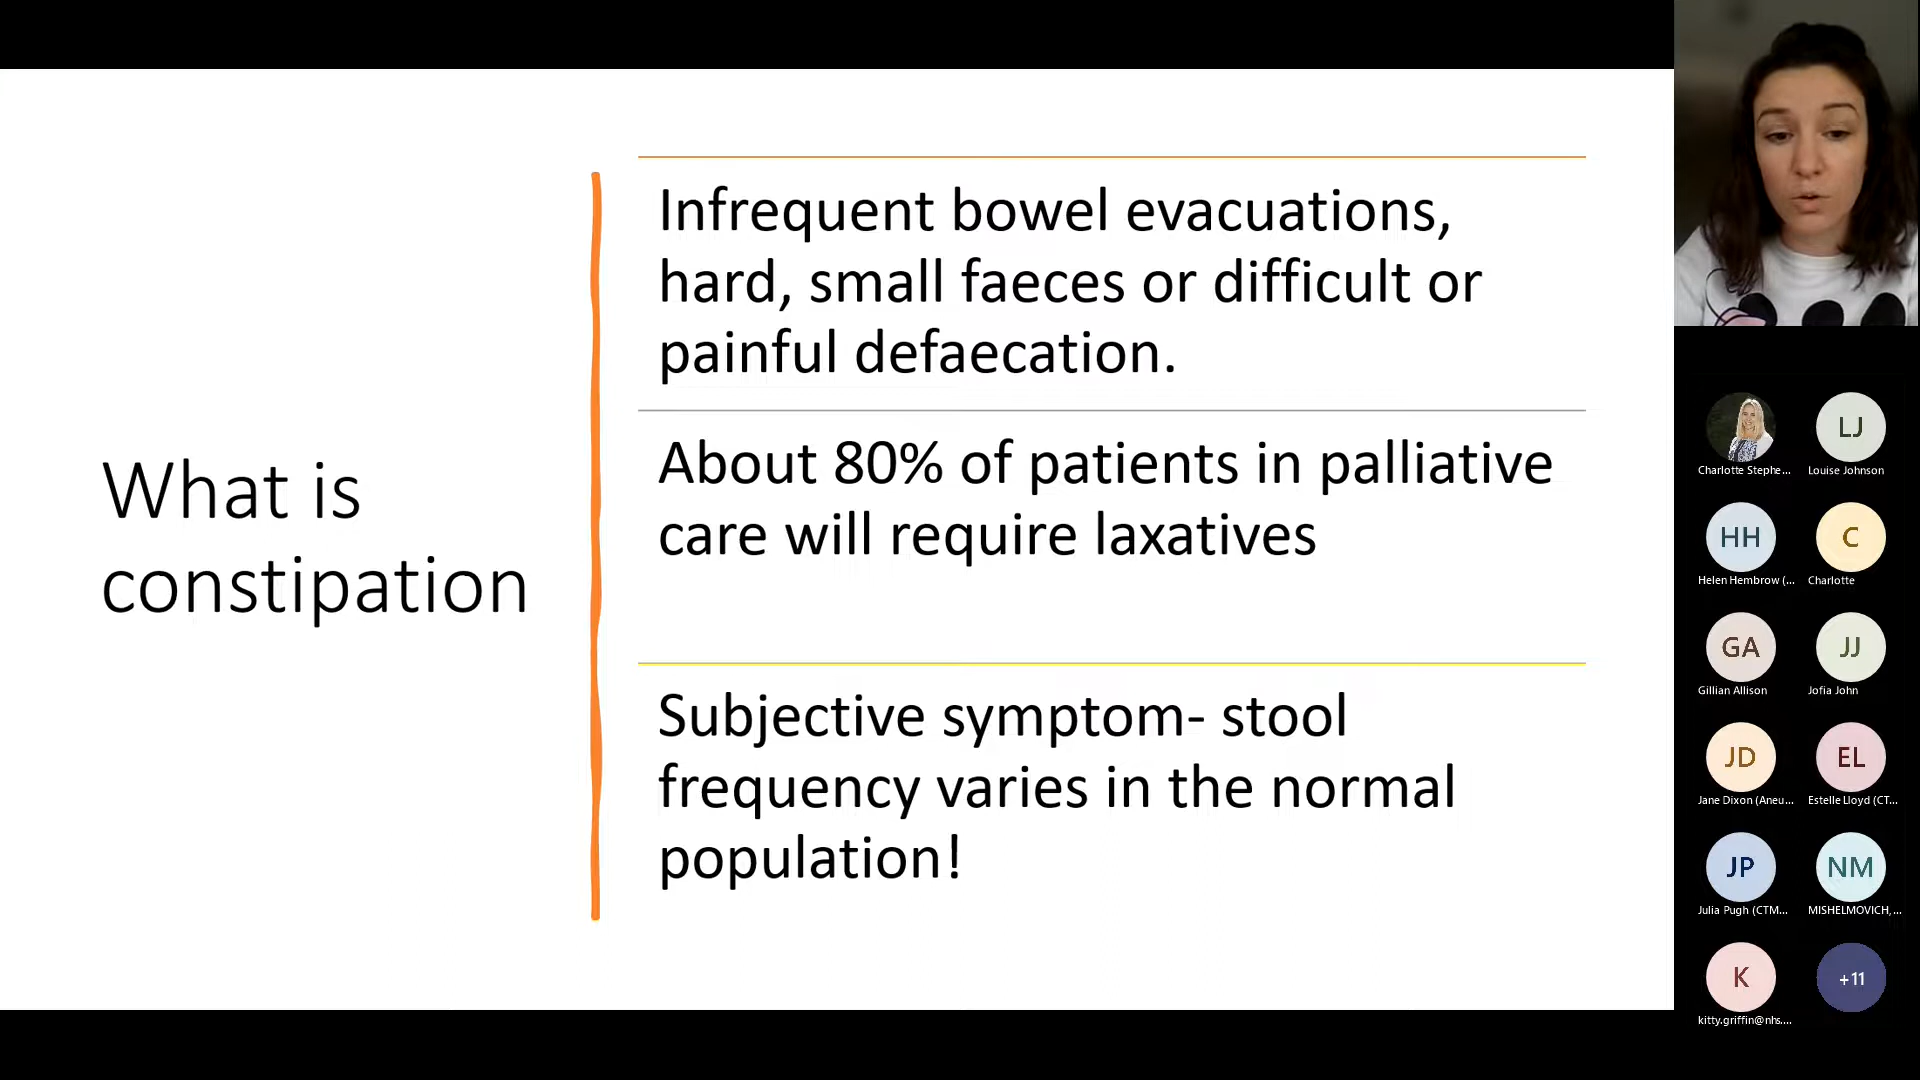 What is
constipation
Infrequent bowel evacuations,
hard, small faeces or difficult or
painful defaecation.
About 80% of patients in palliative
care will require laxatives
Subjective symptom- stool
frequency varies in the normal
population!
Charlotte Stephe...
LJ
Louise Johnson
HH
Helen Hembrow (...
C
Charlotte
GA
Gillian Allison
JJ
Jofia John
JD
Jane Dixon (Aneu...
EL
Estelle Lloyd (CT...
JP
Julia Pugh (CTM...
NM
MISHELMOVICH,...
K
kitty.griffin@nhs....
+11